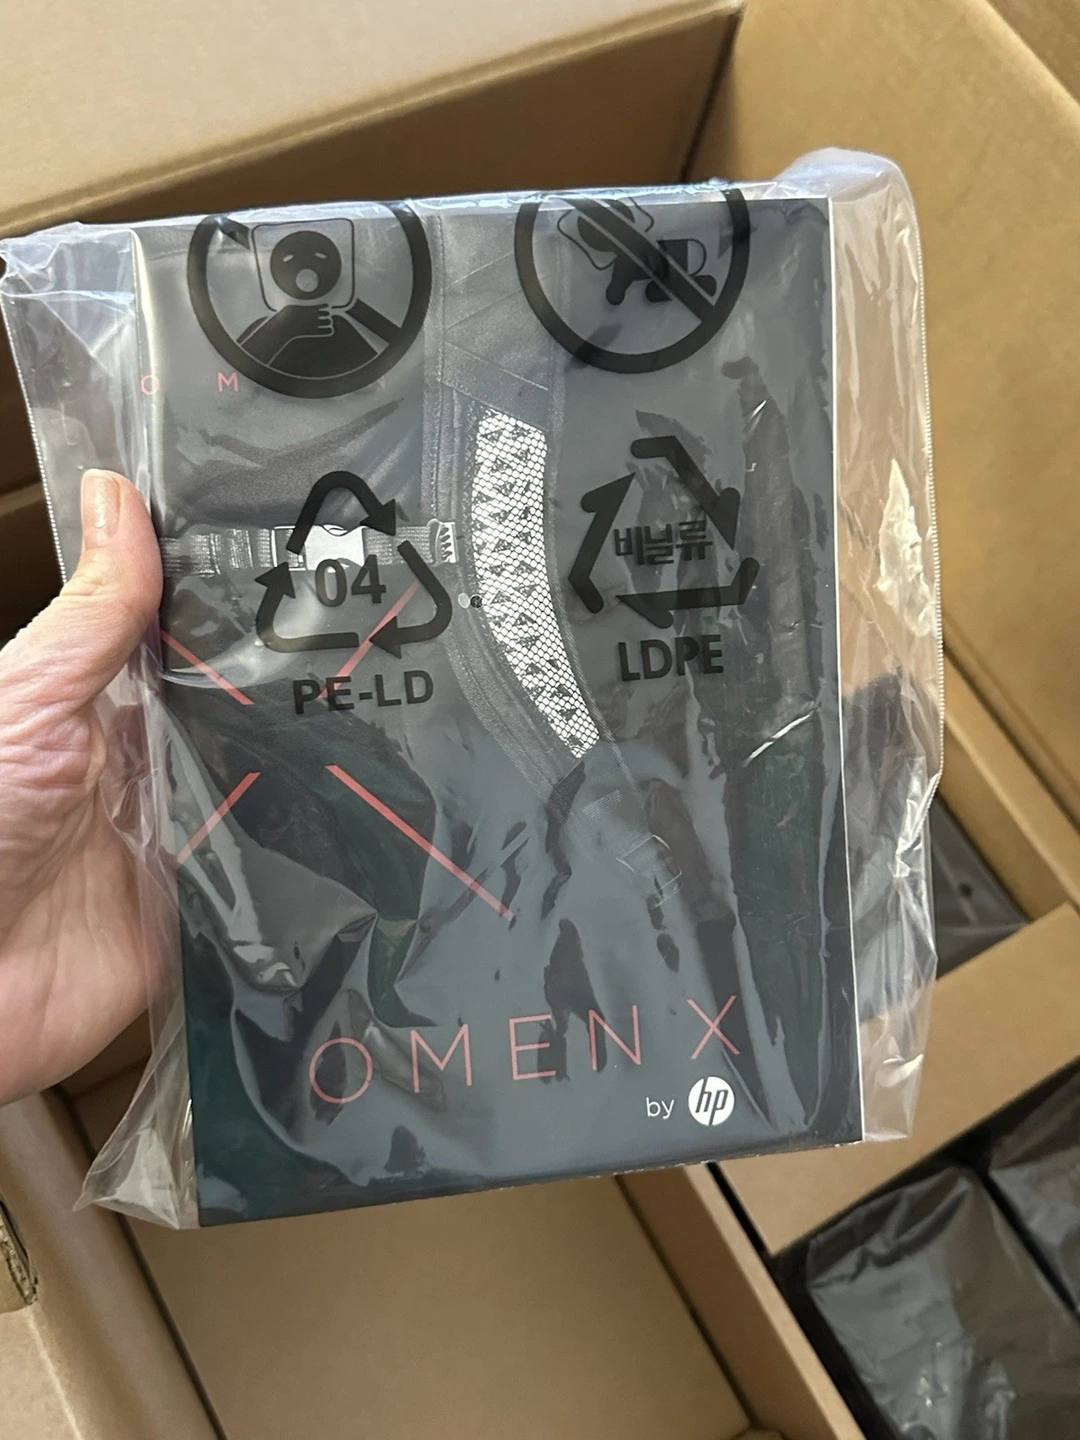 O M N
04
PE-LD
비닐류
LDPE
OMEN X
by hp